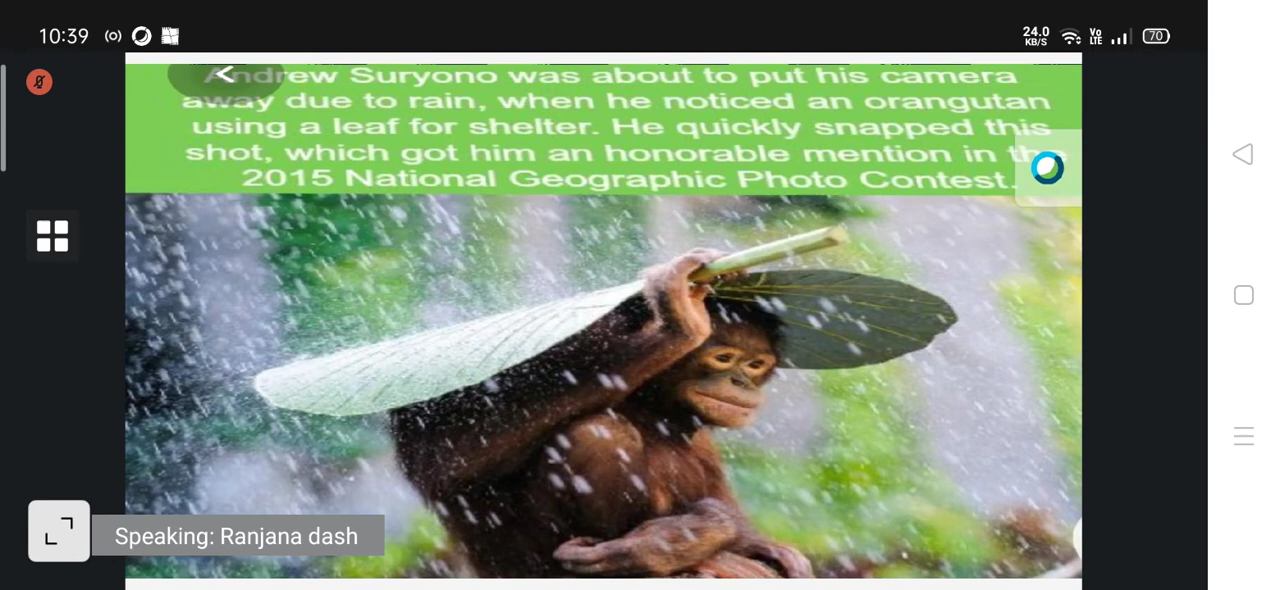 10:39
24.0
KB/S
Vo
LTE
70
Andrew Suryono was about to put his camera
away due to rain, when he noticed an orangutan
using a leaf for shelter. He quickly snapped this
shot, which got him an honorable mention in the
2015 National Geographic Photo Contest.
Speaking: Ranjana dash